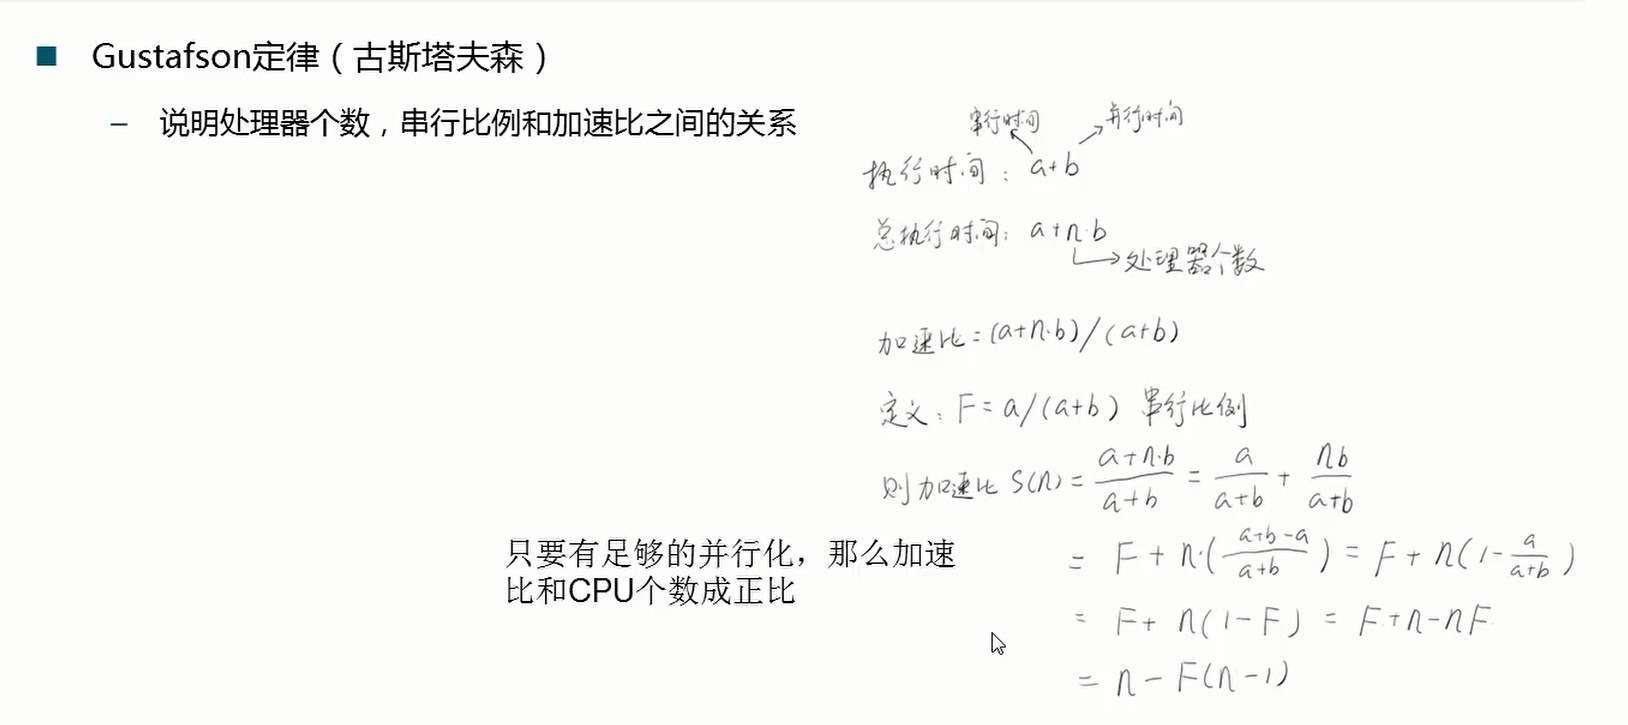 Gustafson定律（古斯塔夫森）
– 说明处理器个数，串行比例和加速比之间的关系
串行时间 并行时间
执行时间：a+b
总执行时间：a+n·b
处理器个数
加速比=(a+n·b)/(a+b)
定义：F=a/(a+b) 串行比例
则加速比 S(n)=\frac{a+n·b}{a+b}=\frac{a}{a+b}+\frac{nb}{a+b}
= F+n·(\frac{a+b-a}{a+b})=F+n(1-\frac{a}{a+b})
= F+n(1-F)=F+n-nF
= n-F(n-1)
只要有足够的并行化，那么加速
比和CPU个数成正比